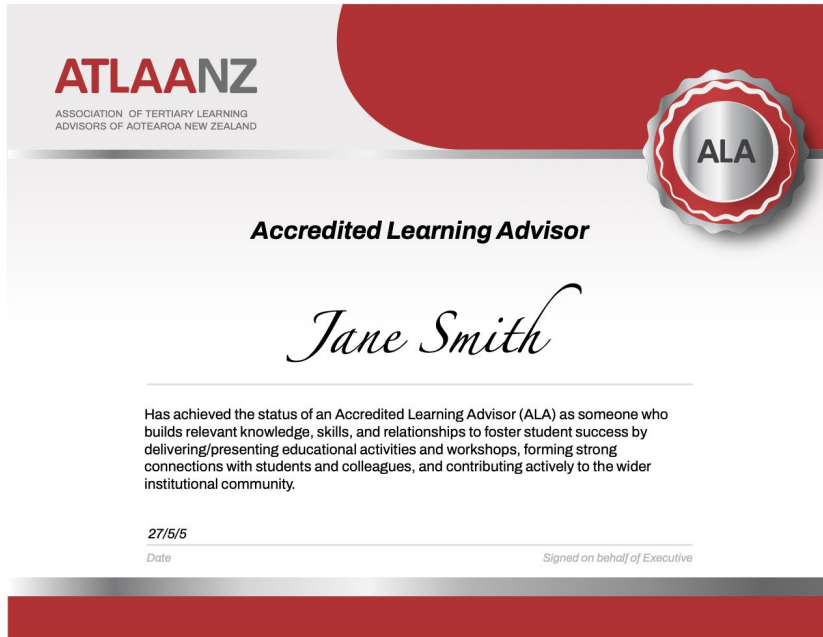 ATLAANZ
ASSOCIATION OF TERTIARY LEARNING
ADVISORS OF AOTEAROA NEW ZEALAND
ALA
Accredited Learning Advisor
Jane Smith
Has achieved the status of an Accredited Learning Advisor (ALA) as someone who
builds relevant knowledge, skills, and relationships to foster student success by
delivering/presenting educational activities and workshops, forming strong
connections with students and colleagues, and contributing actively to the wider
institutional community.
27/5/5
Date
Signed on behalf of Executive